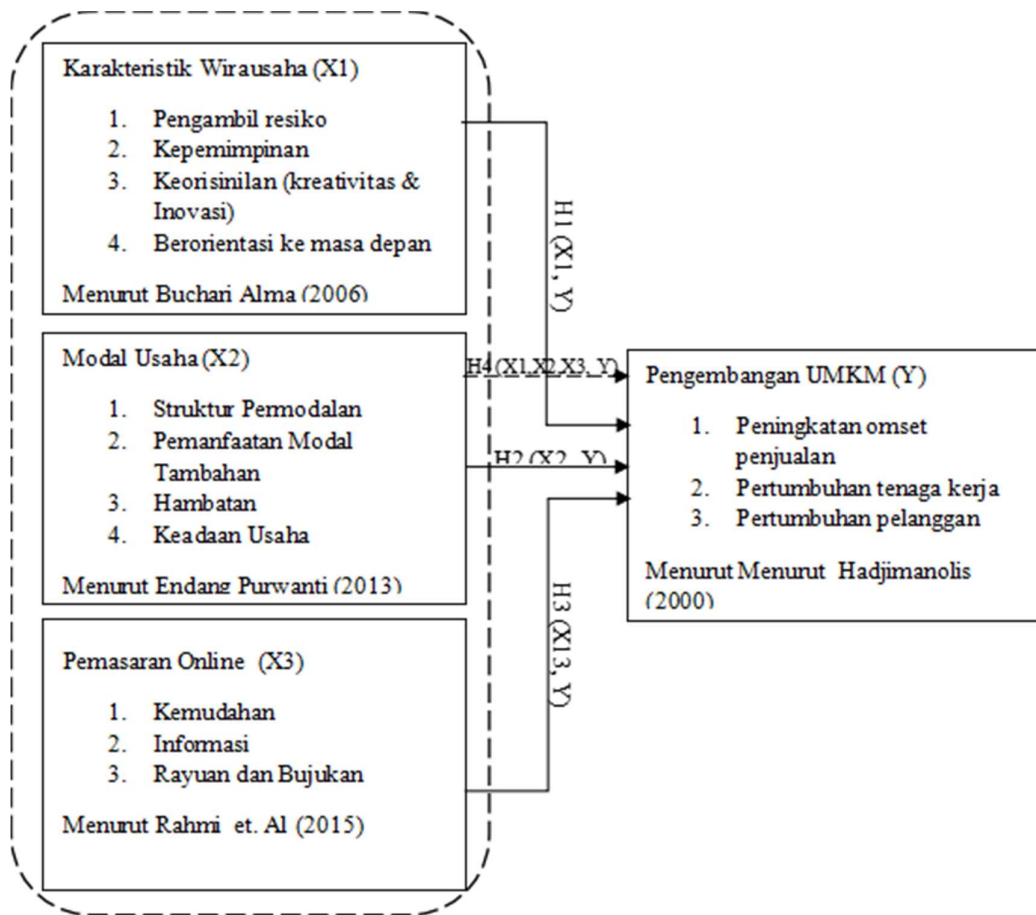 Karakteristik Wirausaha (X1)
1. Pengambil resiko
2. Kepemimpinan
3. Keorisinilan (kreativitas &
Inovasi)
4. Berorientasi ke masa depan
Menurut Buchari Alma (2006)
Modal Usaha (X2)
1. Struktur Permodalan
2. Pemanfaatan Modal
Tambahan
3. Hambatan
4. Keadaan Usaha
Menurut Endang Purwanti (2013)
Pemasaran Online (X3)
1. Kemudahan
2. Informasi
3. Rayuan dan Bujukan
Menurut Rahmi et. Al (2015)
H1 (X1, Y)
H4 (X1,X2,X3, Y)
H2 (X2, Y)
H3 (X13, Y)
Pengembangan UMKM (Y)
1. Peningkatan omset
penjualan
2. Pertumbuhan tenaga kerja
3. Pertumbuhan pelanggan
Menurut Menurut Hadjimanolis
(2000)